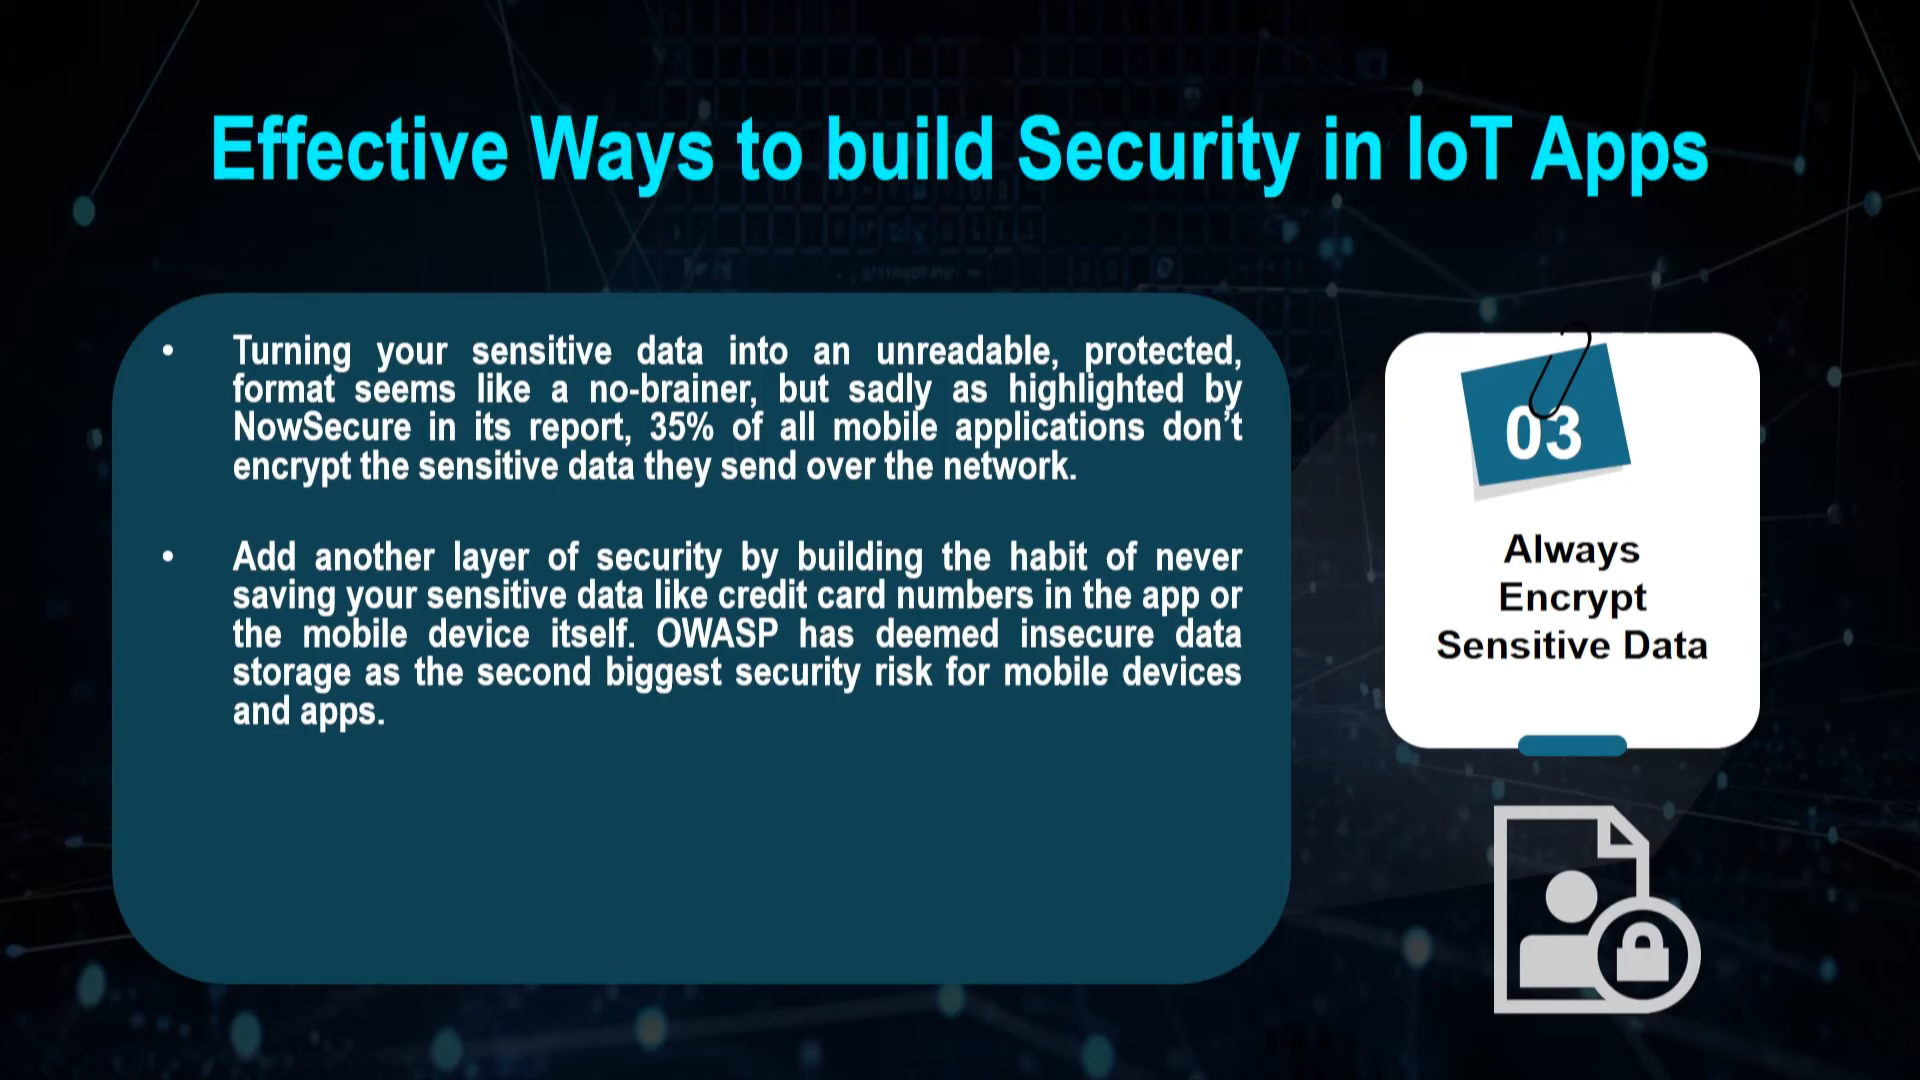 Effective Ways to build Security in IoT Apps
• Turning your sensitive data into an unreadable, protected,
format seems like a no-brainer, but sadly as highlighted by
NowSecure in its report, 35% of all mobile applications don’t
encrypt the sensitive data they send over the network.
• Add another layer of security by building the habit of never
saving your sensitive data like credit card numbers in the app or
the mobile device itself. OWASP has deemed insecure data
storage as the second biggest security risk for mobile devices
and apps.
03
Always
Encrypt
Sensitive Data